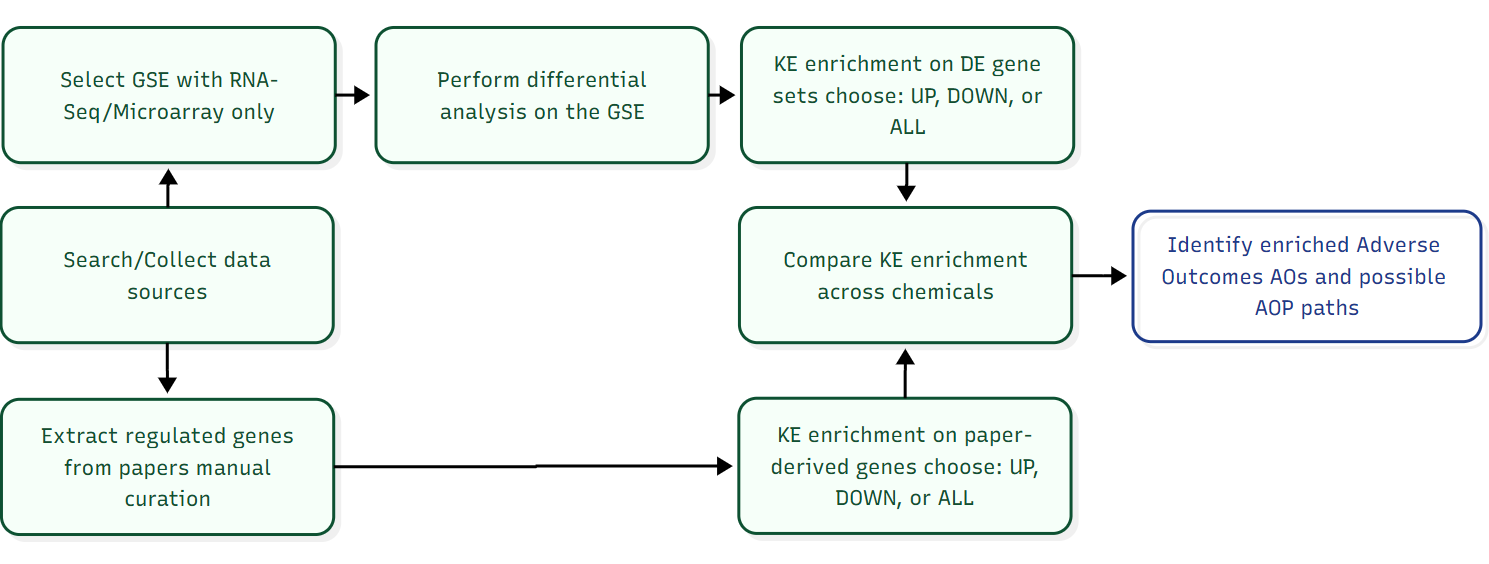 Select GSE with RNA-
Seq/Microarray only
Perform differential
analysis on the GSE
KE enrichment on DE gene
sets choose: UP, DOWN, or
ALL
Search/Collect data
sources
Compare KE enrichment
across chemicals
Identify enriched Adverse
Outcomes AOs and possible
AOP paths
Extract regulated genes
from papers manual
curation
KE enrichment on paper-
derived genes choose: UP,
DOWN, or ALL